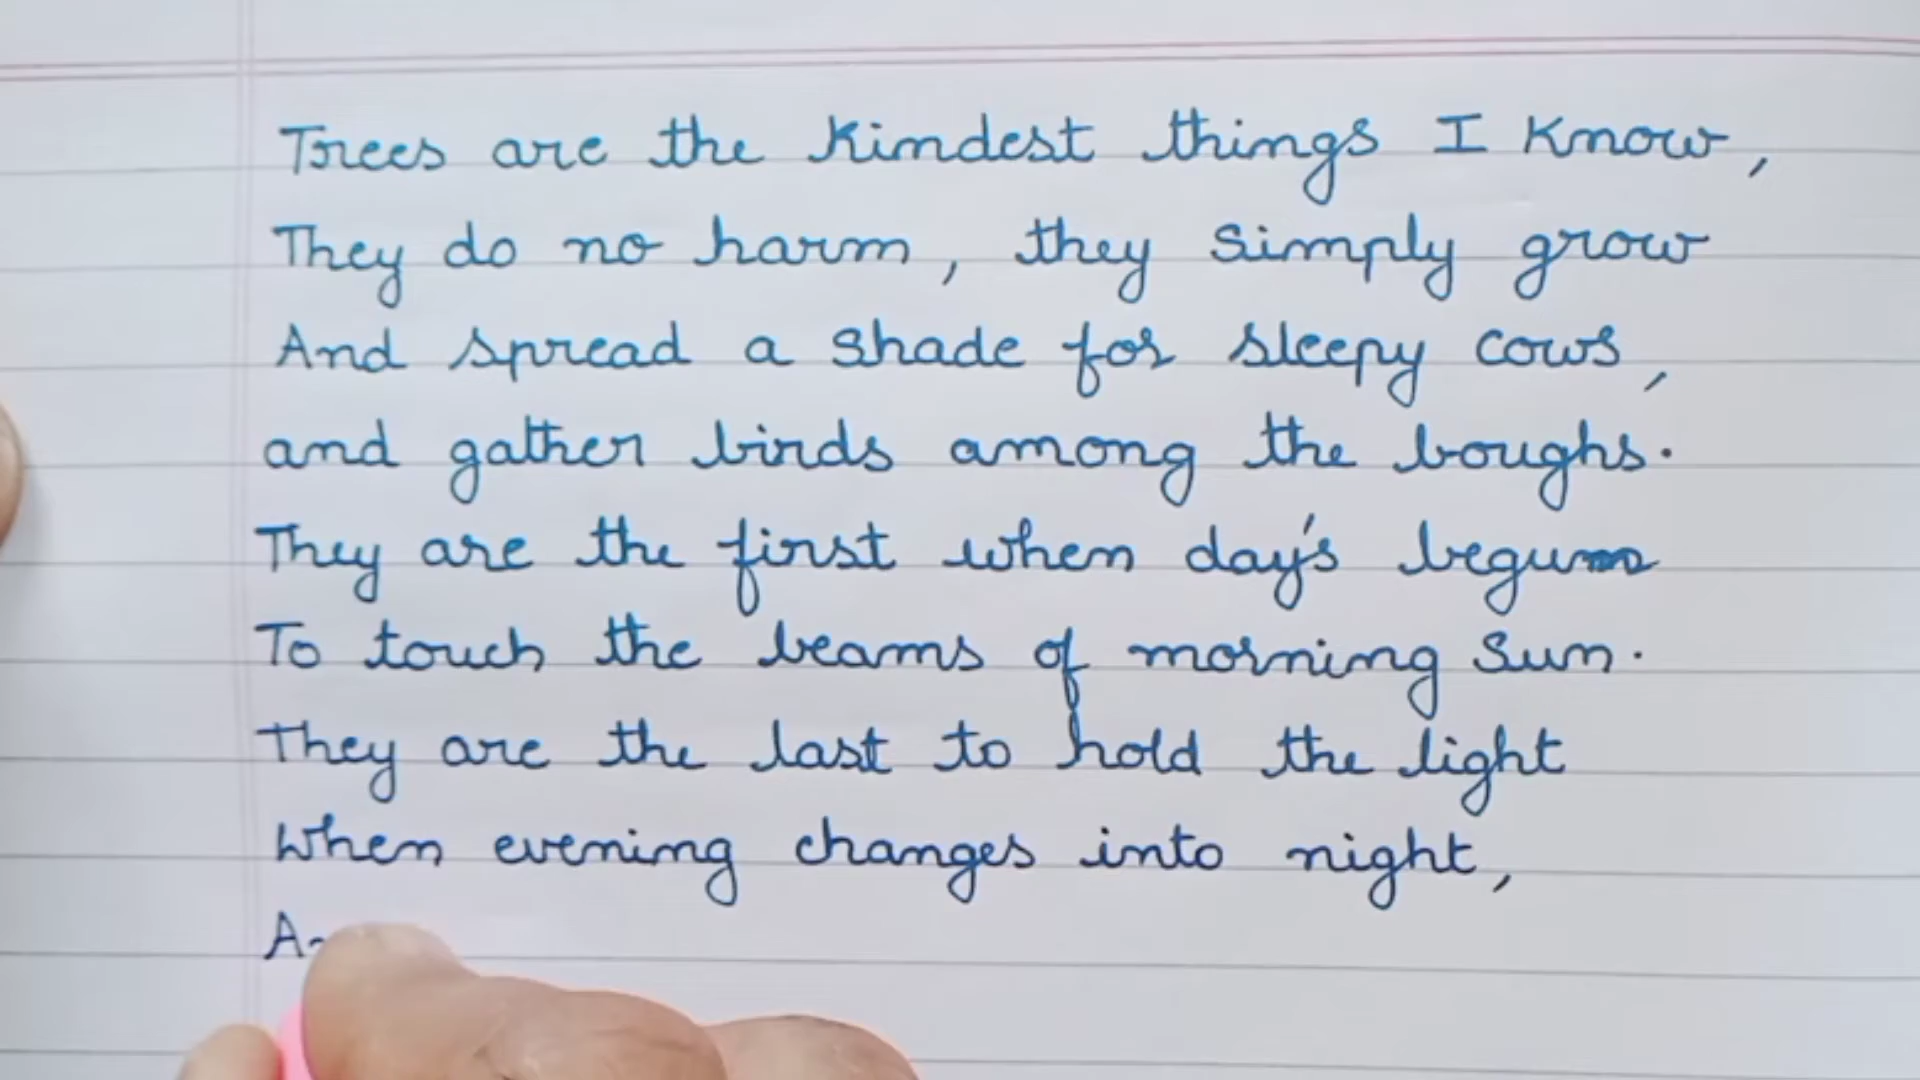 Trees are the kindest things I know,
They do no harm, they simply grow
And spread a shade for sleepy cows,
and gather birds among the boughs.
They are the first when day's begun
To touch the beams of morning sun.
They are the last to hold the light
When evening changes into night,